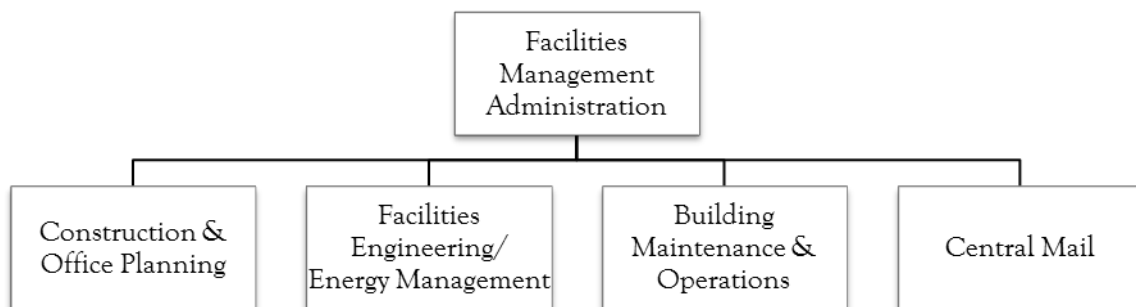 Facilities
Management
Administration
Construction &
Office Planning
Facilities
Engineering/
Energy Management
Building
Maintenance &
Operations
Central Mail